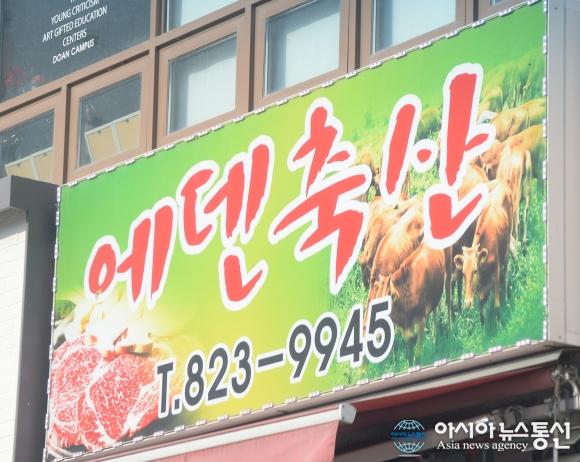 YOUNG CRITICISM
ART GIFTED EDUCATION
CENTERS
DOAN CAMPUS
에덴축산
T.823-9945
아시아뉴스통신
Asia news agency